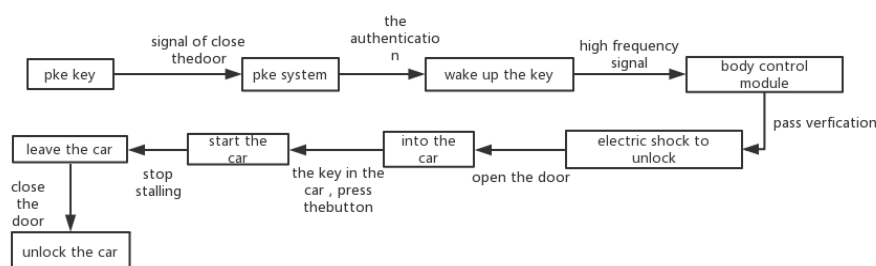 the
authenticatio
n
signal of close
thedoor
high frequency
signal
pke key
pke system
wake up the key
body control
module
pass verfication
leave the car
start the
car
into the
car
electric shock to
unlock
stop
stalling
the key in the
car , press
thebutton
open the door
close
the
door
unlock the car